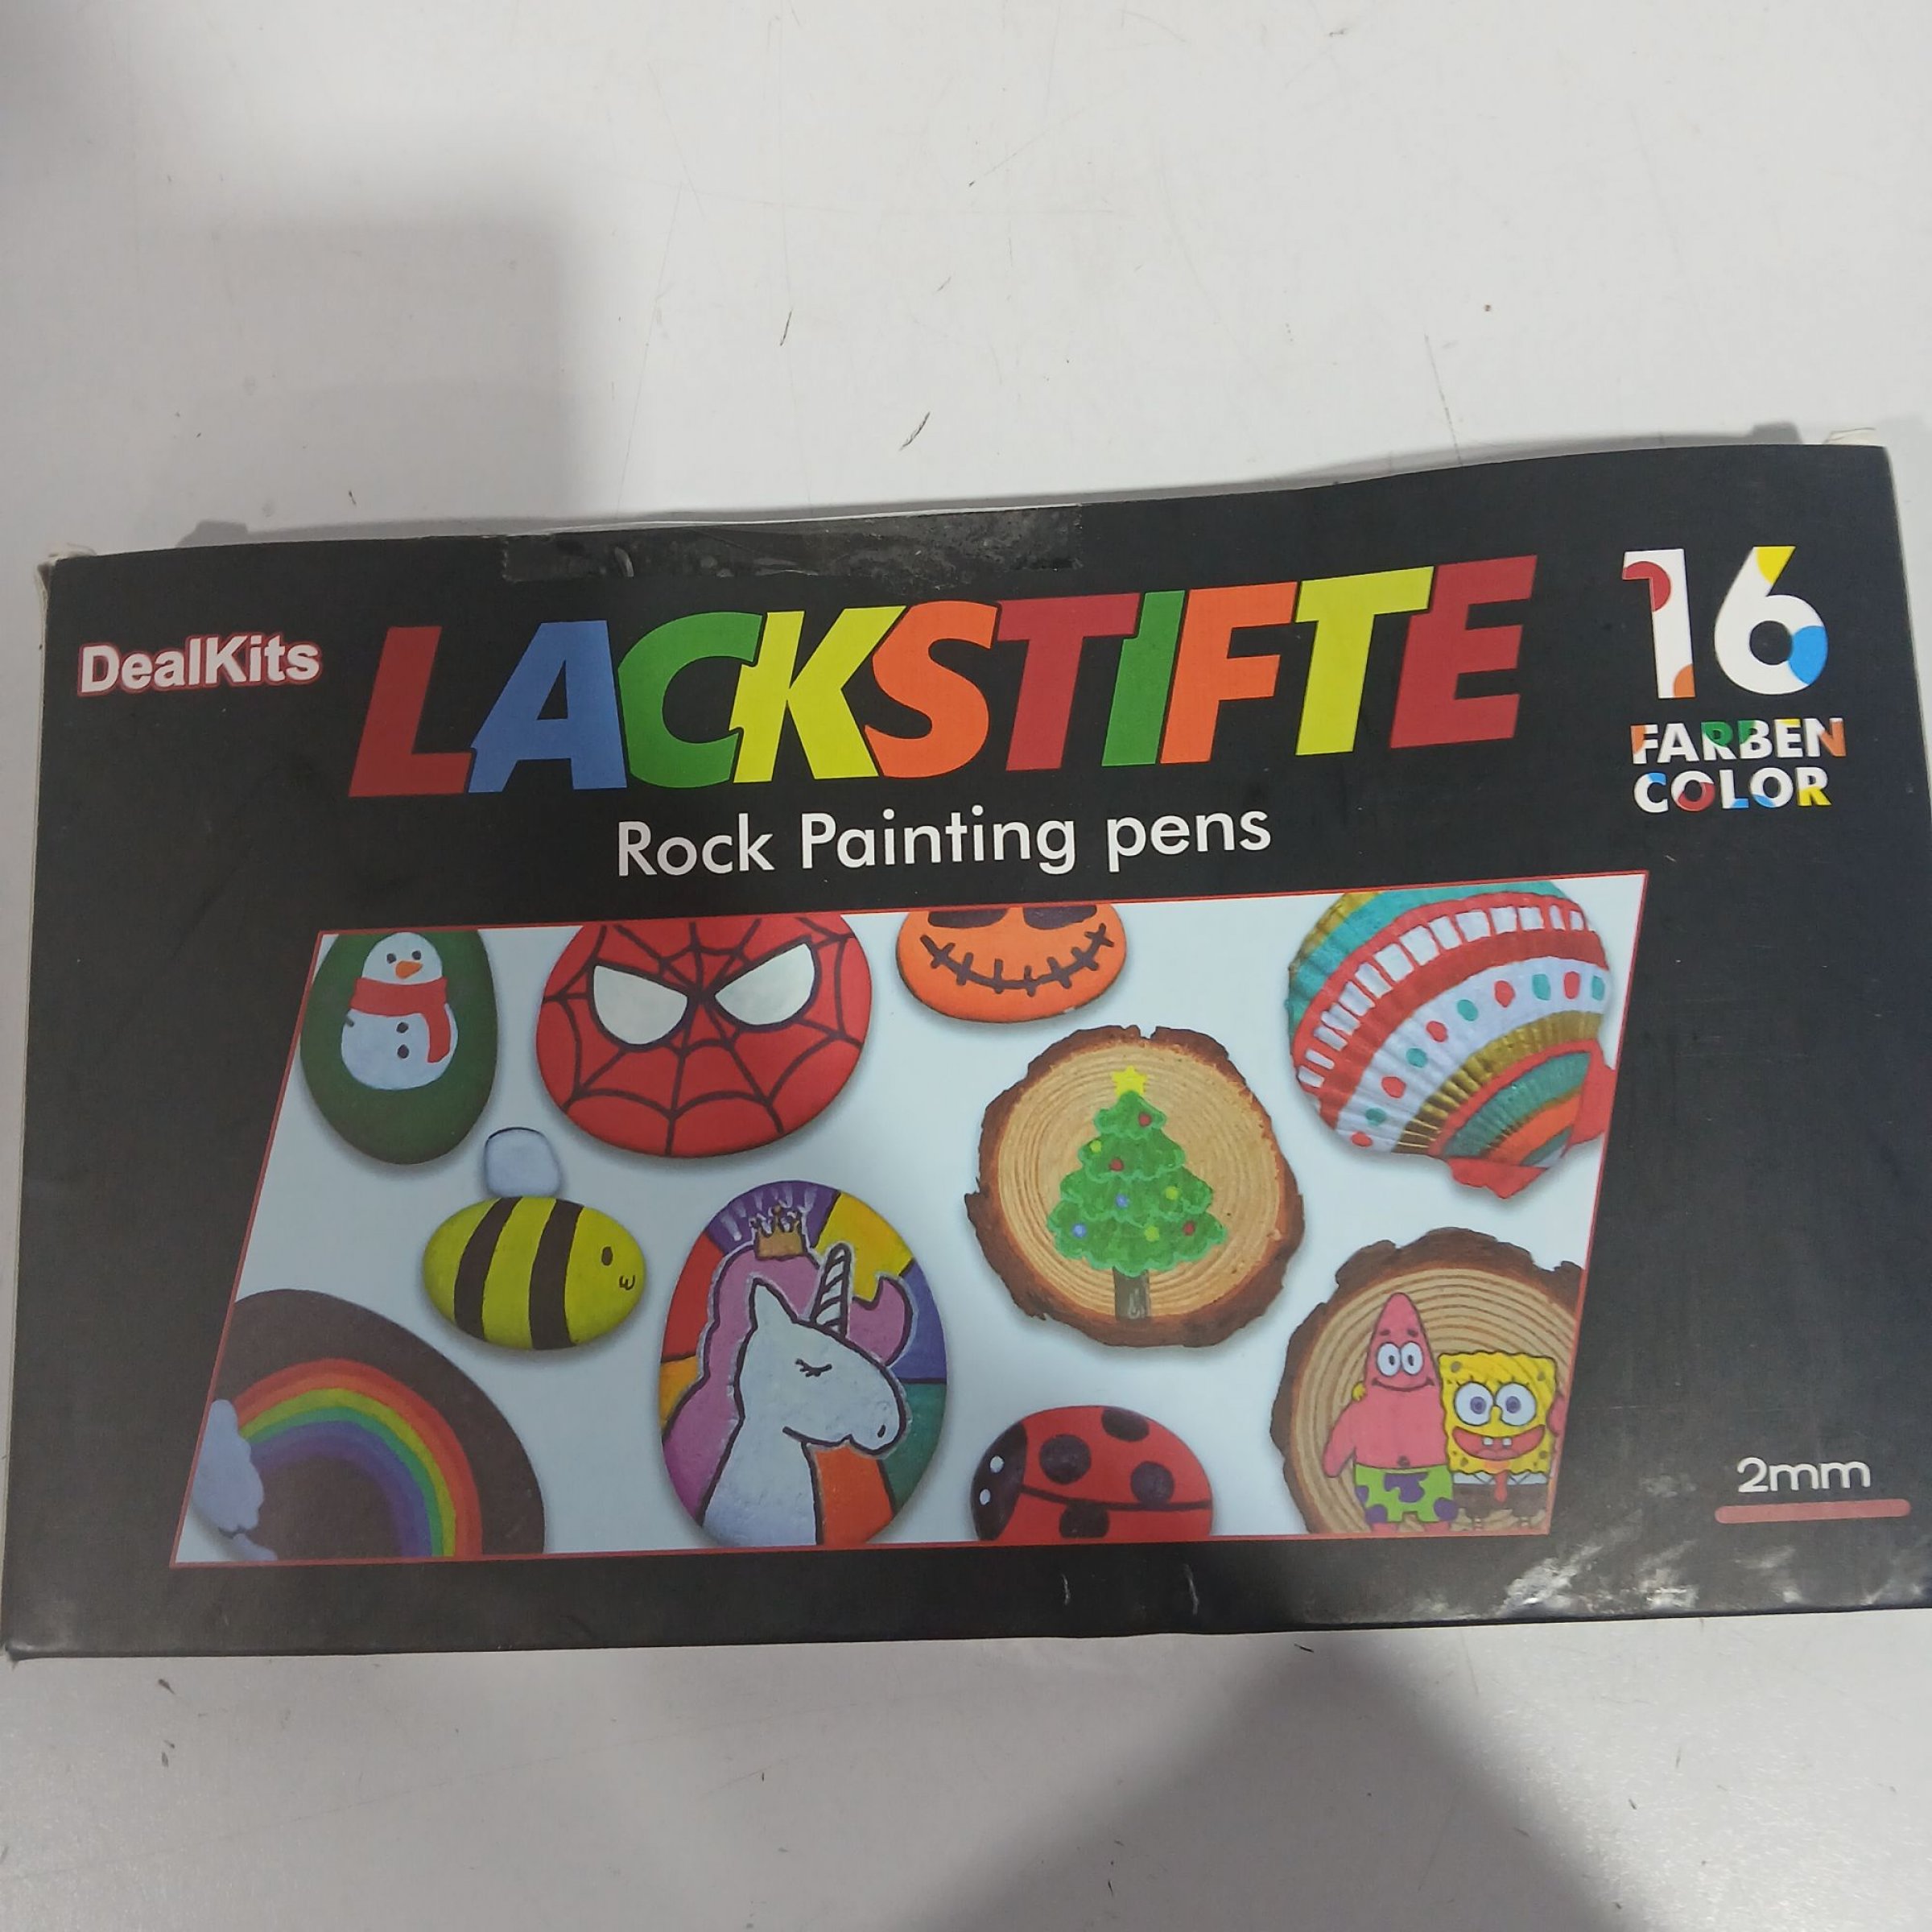 DealKits
LACKSTIFTE
Rock Painting pens
16
FARBEN
COLOR
2mm